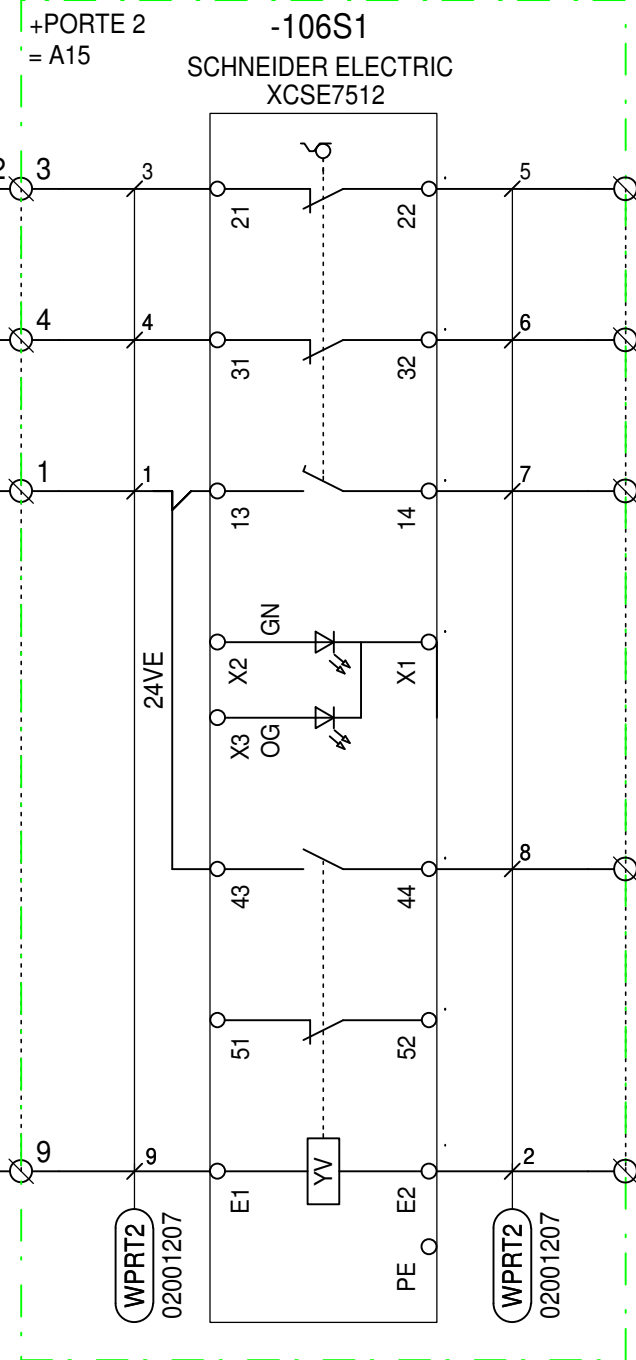 +PORTE 2
= A15
-106S1
SCHNEIDER ELECTRIC
XCSE7512
2 3 3 5
21 22
4 4 6
31 32
1 1 7
13 14
GN
X2 X1
24VE
X3 OG
8
43 44
51 52
9 9 2
YV
E1 E2
PE
WPRT2
02001207
WPRT2
02001207